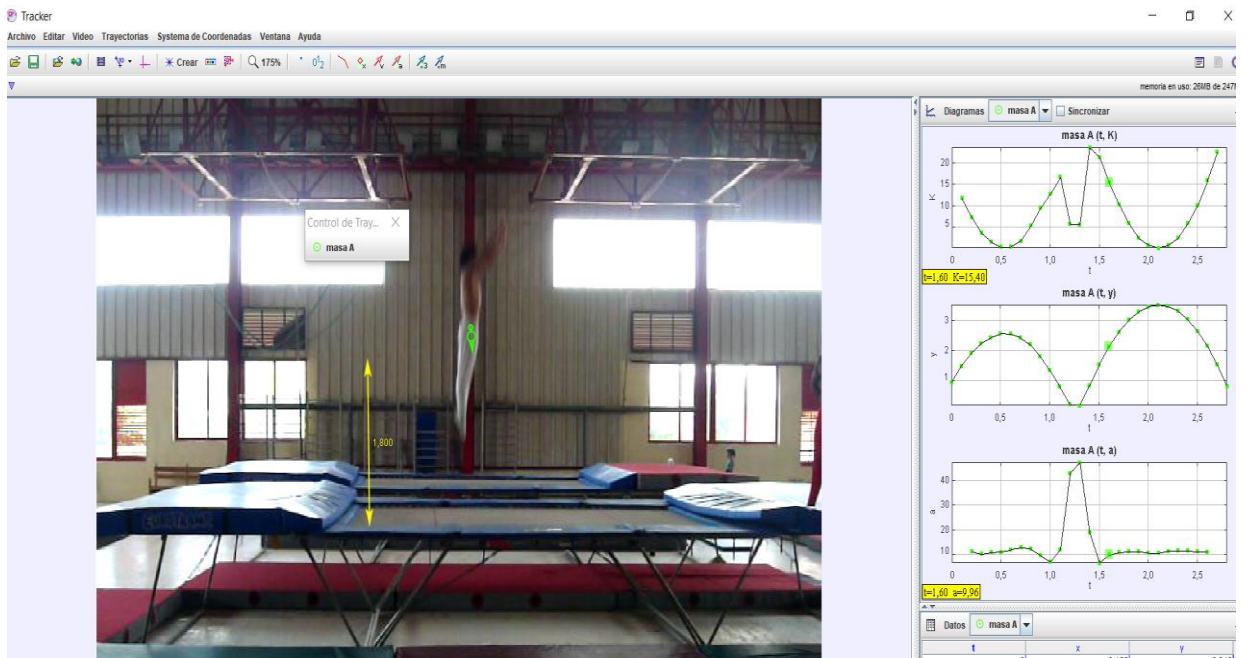 Tracker
Archivo Editar Video Trayectorias Systema de Coordenadas Ventana Ayuda
Crear 175%
memoria en uso: 26MB de 247M
Diagramas masa A Sincronizar
Control de Tray... X
masa A
1,800
masa A (t, K)
20
15
10
5
K
0 0,5 1,0 1,5 2,0 2,5
t
t=1,60 K=15,40
masa A (t, y)
3
2
1
y
0 0,5 1,0 1,5 2,0 2,5
t
masa A (t, a)
40
30
20
10
a
0 0,5 1,0 1,5 2,0 2,5
t
t=1,60 a=9,96
Datos masa A
t x y